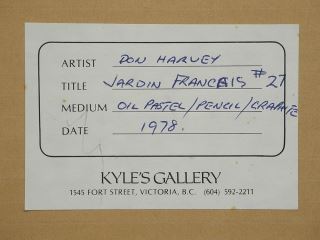 ARTIST DON HARVEY
TITLE JARDIN FRANCAIS #27
MEDIUM OIL PASTEL/PENCIL/GRAPHITE
DATE 1978.
KYLE'S GALLERY
1545 FORT STREET, VICTORIA, B.C. (604) 592-2211